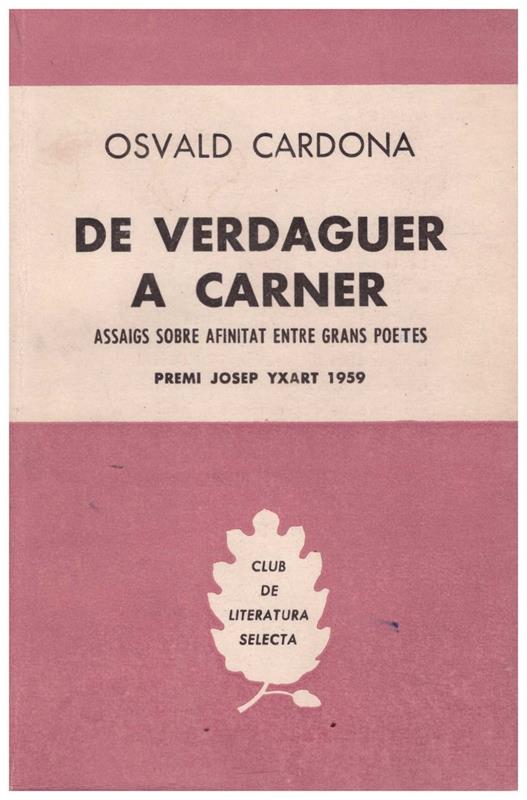 OSVALD CARDONA
DE VERDAGUER
A CARNER
ASSAIGS SOBRE AFINITAT ENTRE GRANS POETES
PREMI JOSEP YXART 1959
CLUB
DE
LITERATURA
SELECTA